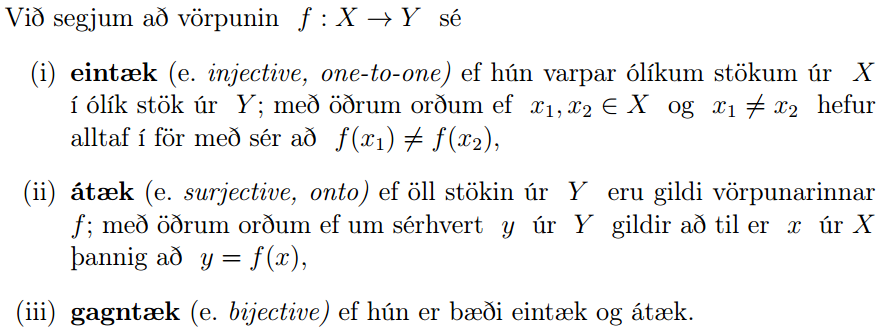 Við segjum að vörpunin f : X → Y sé
(i) eintæk (e. injective, one-to-one) ef hún varpar ólíkum stökum úr X
í ólík stök úr Y; með öðrum orðum ef x₁, x₂ ∈ X og x₁ ≠ x₂ hefur
alltaf í för með sér að f(x₁) ≠ f(x₂),
(ii) átæk (e. surjective, onto) ef öll stökin úr Y eru gildi vörpunarinnar
f; með öðrum orðum ef um sérhvert y úr Y gildir að til er x úr X
þannig að y = f(x),
(iii) gagntæk (e. bijective) ef hún er bæði eintæk og átæk.